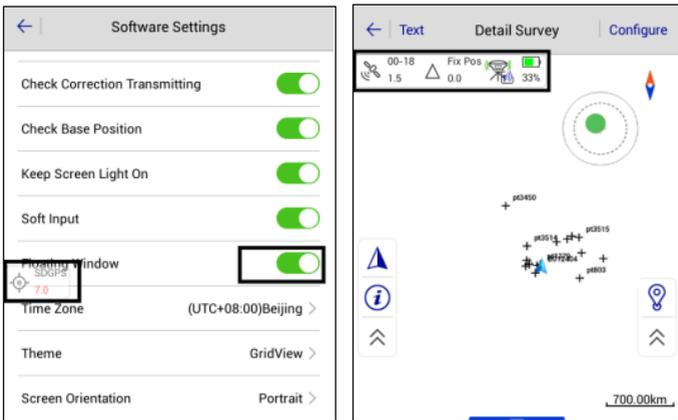 Software Settings
Check Correction Transmitting
Check Base Position
Keep Screen Light On
Soft Input
Floating Window
SDGPS
7.0
Time Zone (UTC+08:00)Beijing
Theme GridView
Screen Orientation Portrait
Text Detail Survey Configure
00-18 Fix Pos
1.5 0.0 33%
pt3450
pt3514 pt3515
pt803
700.00km